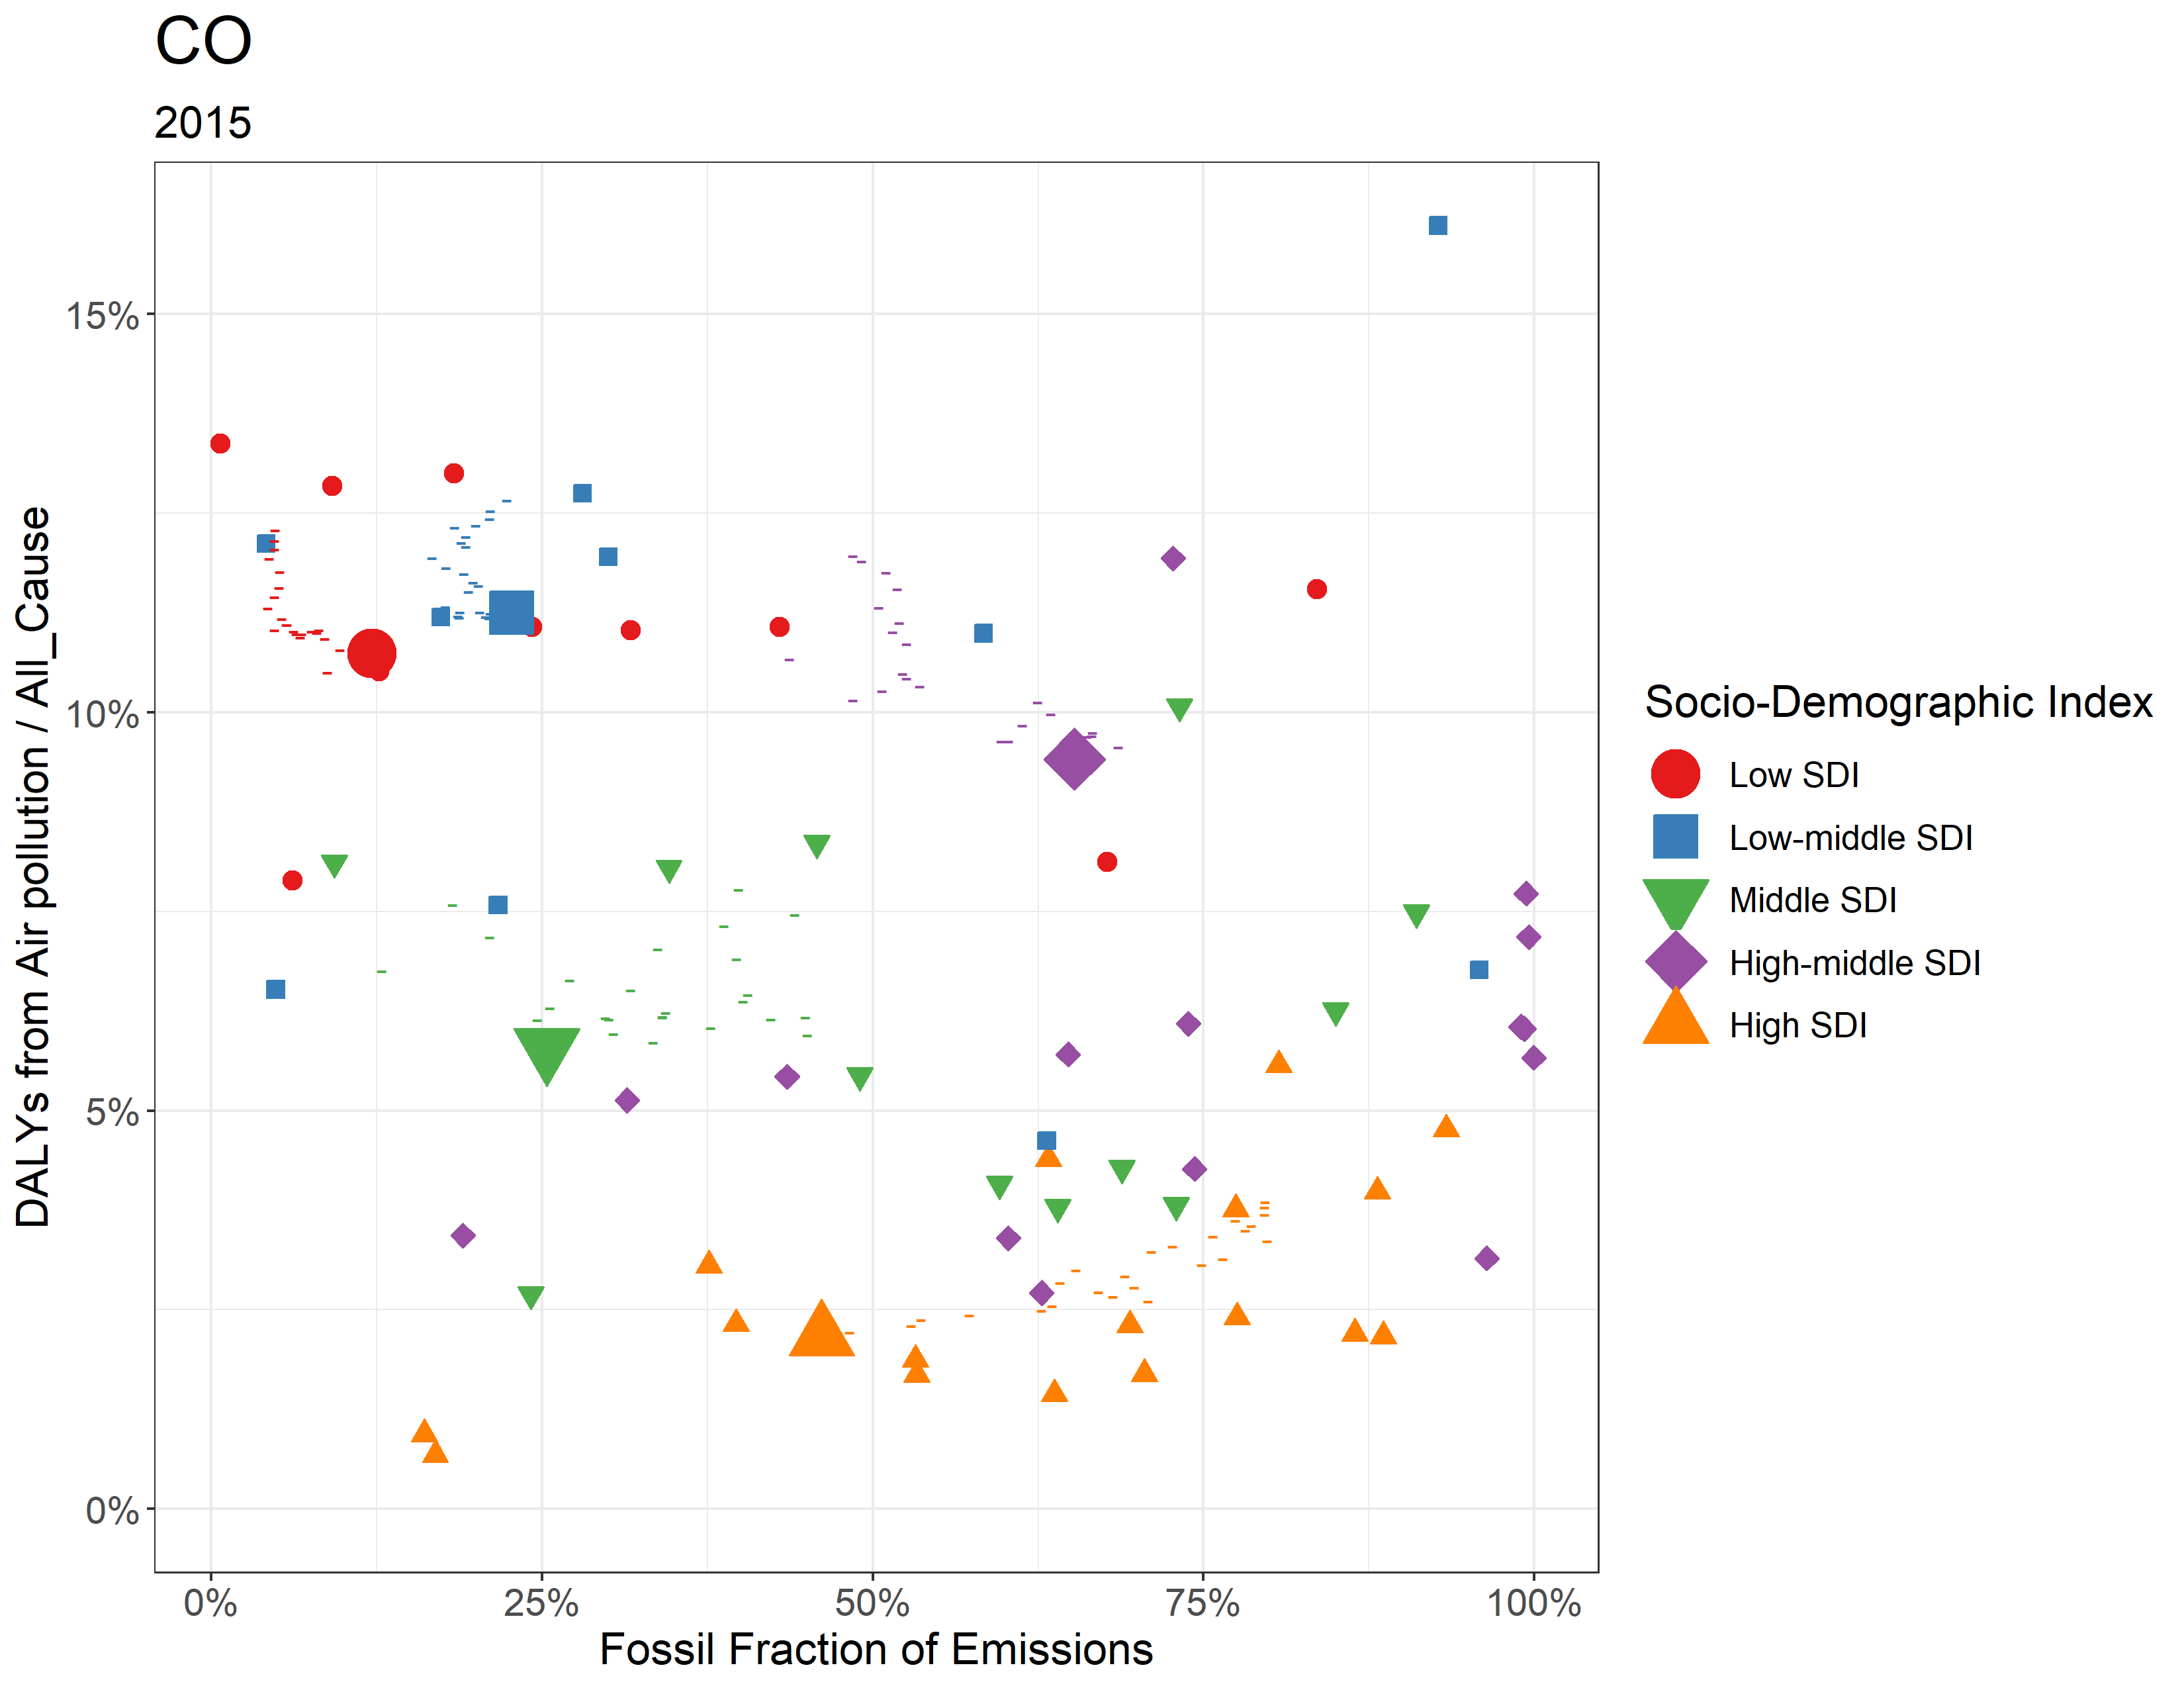 CO
2015
DALYs from Air pollution / All_Cause
15%
10%
5%
0%
0%
25%
50%
75%
100%
Fossil Fraction of Emissions
Socio-Demographic Index
Low SDI
Low-middle SDI
Middle SDI
High-middle SDI
High SDI